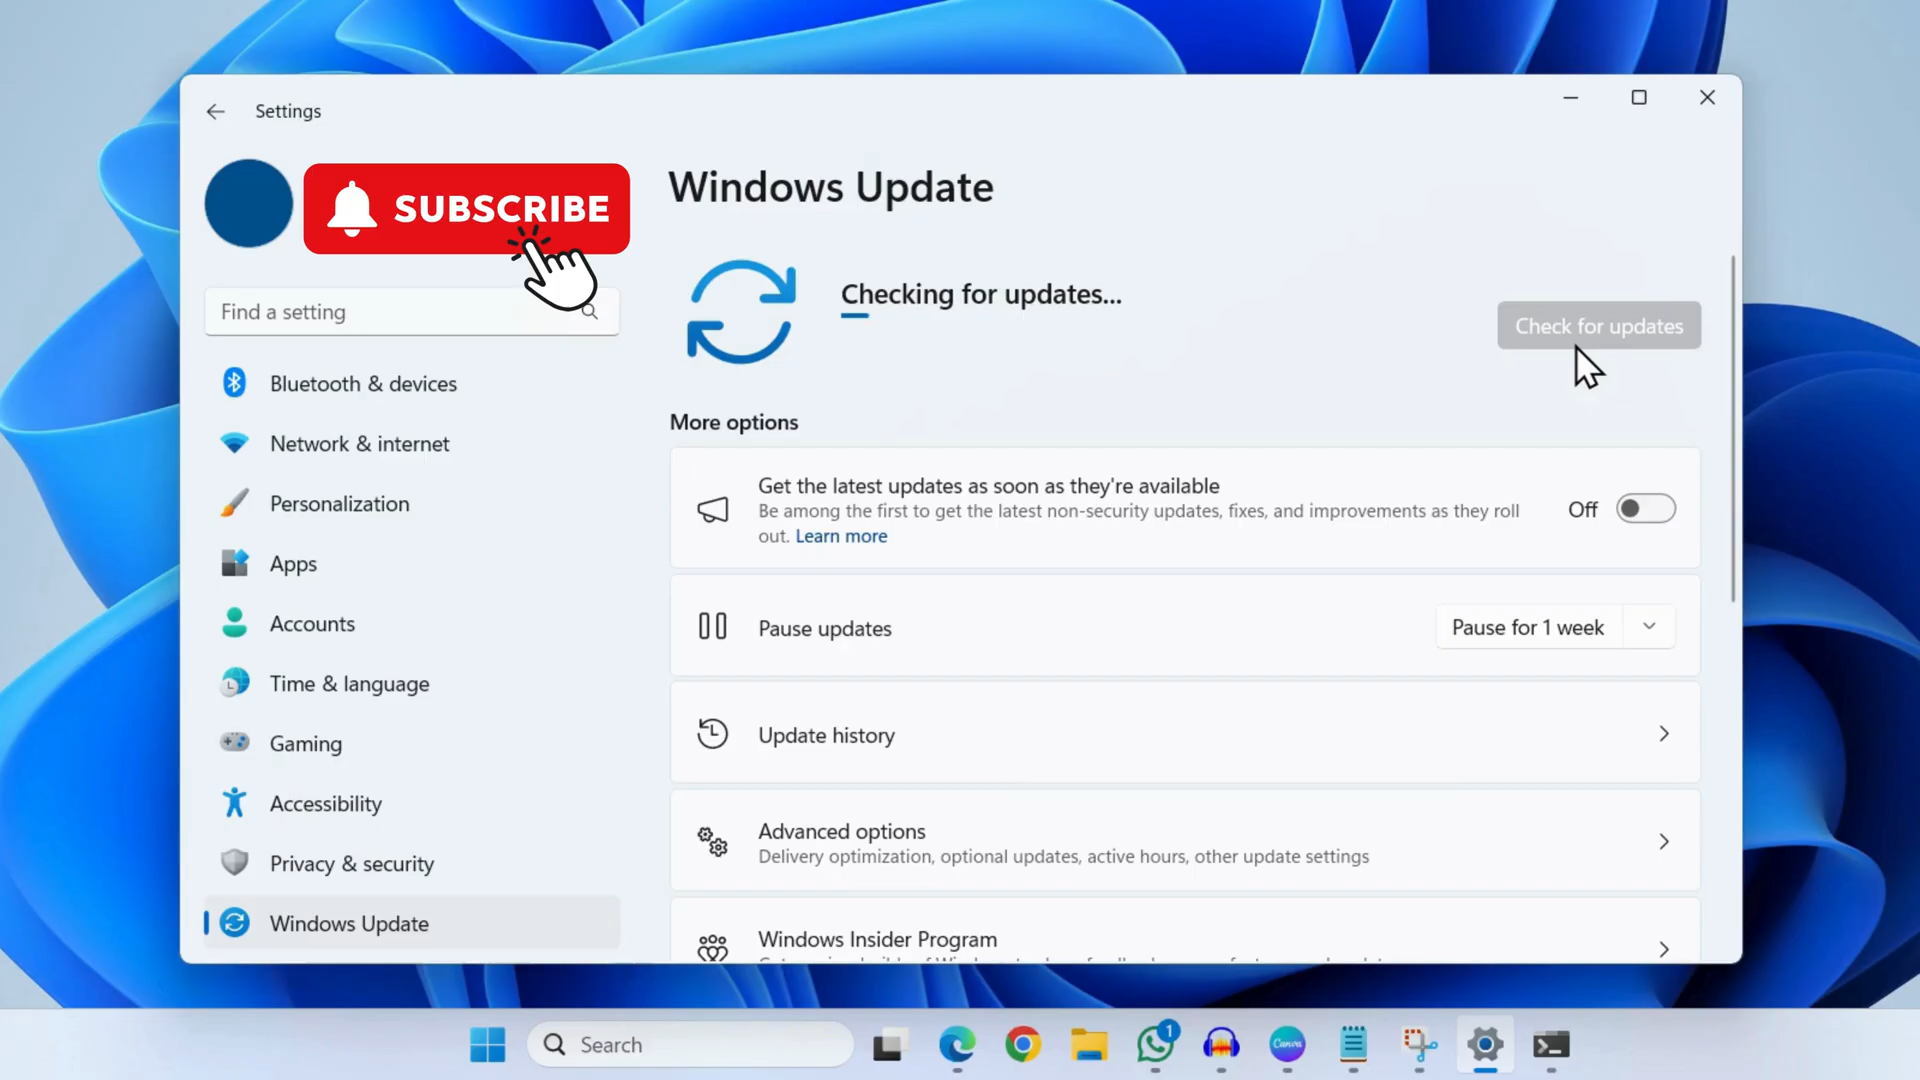 Settings
SUBSCRIBE
Find a setting
Bluetooth & devices
Network & internet
Personalization
Apps
Accounts
Time & language
Gaming
Accessibility
Privacy & security
Windows Update
Windows Update
Checking for updates...
Check for updates
More options
Get the latest updates as soon as they're available
Be among the first to get the latest non-security updates, fixes, and improvements as they roll
out. Learn more
Off
Pause updates
Pause for 1 week
Update history
Advanced options
Delivery optimization, optional updates, active hours, other update settings
Windows Insider Program
Search
1
Canva